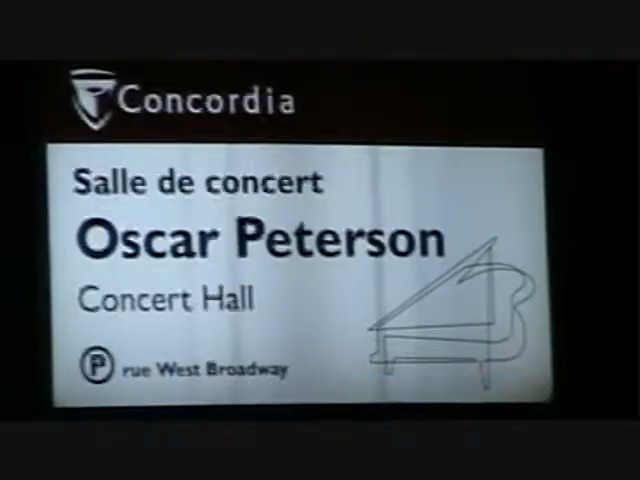 Concordia
Salle de concert
Oscar Peterson
Concert Hall
P rue West Broadway